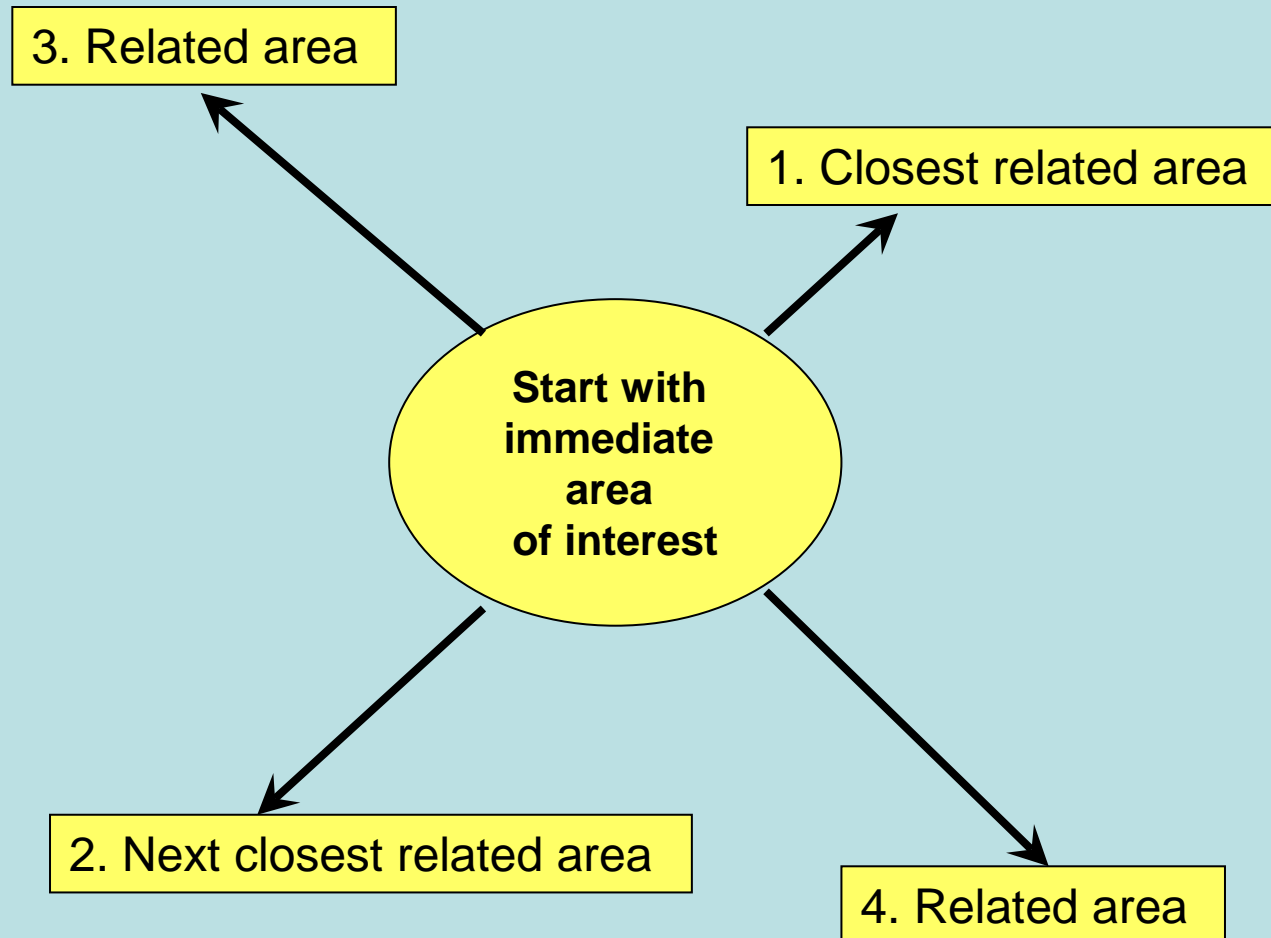 3. Related area
1. Closest related area
Start with
immediate
area
of interest
2. Next closest related area
4. Related area